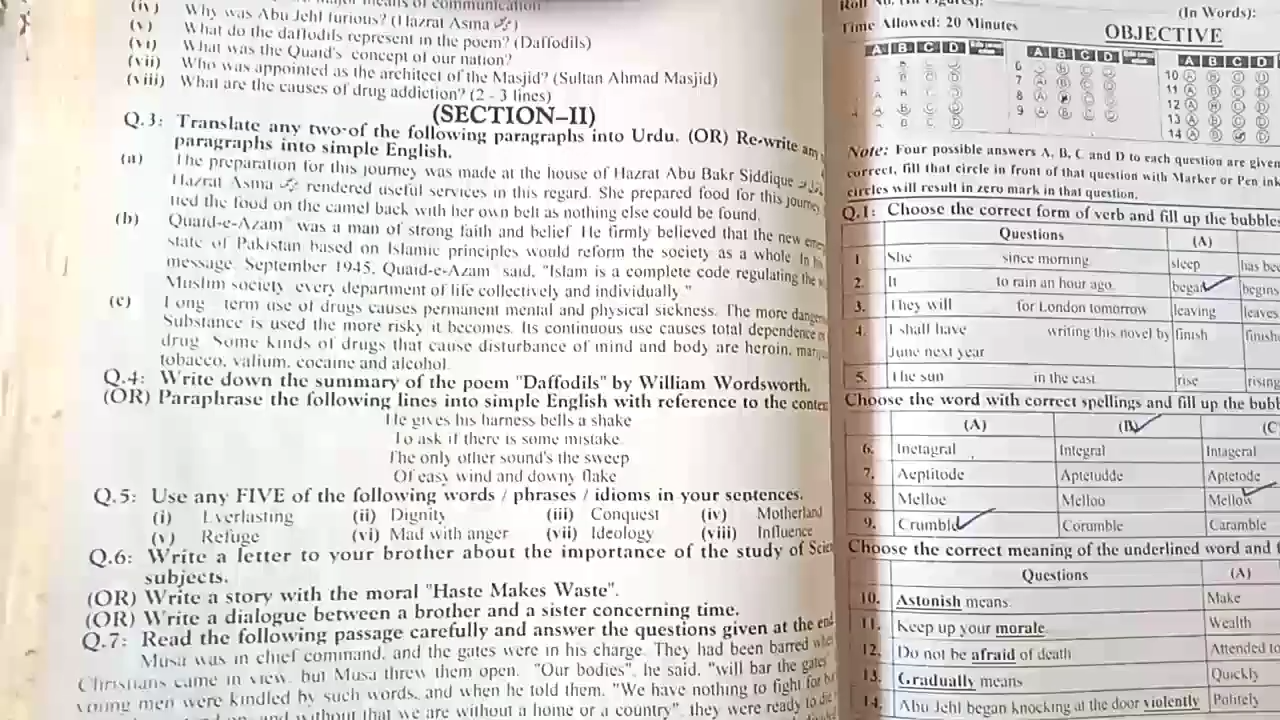 (iv) Why was Abu Jehl furious? (Hazrat Asma
(v) What do the daffodils represent in the poem? (Daffodils)
(vi) What was the Quaid's concept of our nation?
(vii) Who was appointed as the architect of the Masjid? (Sultan Ahmad Masjid)
(viii) What are the causes of drug addiction? (2 - 3 lines)
(SECTION–II)
Q.3: Translate any two of the following paragraphs into Urdu. (OR) Re-write any
paragraphs into simple English.
(a) The preparation for this journey was made at the house of Hazrat Abu Bakr Siddique
Hazrat Asma rendered useful services in this regard. She prepared food for this journey
tied the food on the camel back with her own belt as nothing else could be found.
(b) Quaid-e-Azam was a man of strong faith and belief He firmly believed that the new
state of Pakistan based on Islamic principles would reform the society as a whole. In
message, September 1945, Quaid-e-Azam said, "Islam is a complete code regulating the
Muslim society every department of life collectively and individually "
(c) Long term use of drugs causes permanent mental and physical sickness. The more
Substance is used the more risky it becomes. Its continuous use causes total dependence
drug. Some kinds of drugs that cause disturbance of mind and body are heroin,
tobacco, valium, cocaine and alcohol.
Q.4: Write down the summary of the poem "Daffodils" by William Wordsworth.
(OR) Paraphrase the following lines into simple English with reference to the
He gives his harness bells a shake
To ask if there is some mistake.
The only other sound's the sweep
Of easy wind and downy flake
Q.5: Use any FIVE of the following words / phrases / idioms in your sentences.
(i) Everlasting (ii) Dignity (iii) Conquest (iv) Motherland
(v) Refuge (vi) Mad with anger (vii) Ideology (viii) Influence
Q.6: Write a letter to your brother about the importance of the study of
subjects.
(OR) Write a story with the moral "Haste Makes Waste".
(OR) Write a dialogue between a brother and a sister concerning time.
Q.7: Read the following passage carefully and answer the questions given at the end
Musa was in chief command, and the gates were in his charge. They had been barred
Christians came in view, but Musa threw them open. "Our bodies", he said, "will bar the gates
young men were kindled by such words, and when he told them, "We have nothing to fight for
and without that we are without a home or a country", they were ready to
(In Words):
Time Allowed: 20 Minutes
OBJECTIVE
A B C D A B C D A B C D
6
7
8
9
10 A B C D
11 A B C D
12 A B C D
13 A B C D
14 A B D
Note: Four possible answers A, B, C and D to each question are given
correct, fill that circle in front of that question with Marker or Pen ink
circles will result in zero mark in that question.
Q.1: Choose the correct form of verb and fill up the bubbles
Questions (A)
1. She since morning. sleep
2. It to rain an hour ago. began begins
3. They will for London tomorrow leaving leaves
4. I shall have writing this novel by finish
June next year
5. The sun in the east. rise rising
Choose the word with correct spellings and fill up the
(A) (B) (C
6. Inetagral Integral Intageral
7. Aeptitode Aptetudde Aptetode
8. Melloe Melloo Mellow
9. Crumble Corumble Caramble
Choose the correct meaning of the underlined word and
Questions (A)
10. Astonish means Make
11. Keep up your morale Wealth
12. Do not be afraid of death Attended to
13. Gradually means Quickly
14. Abu Jehl began knocking at the door violently Politely